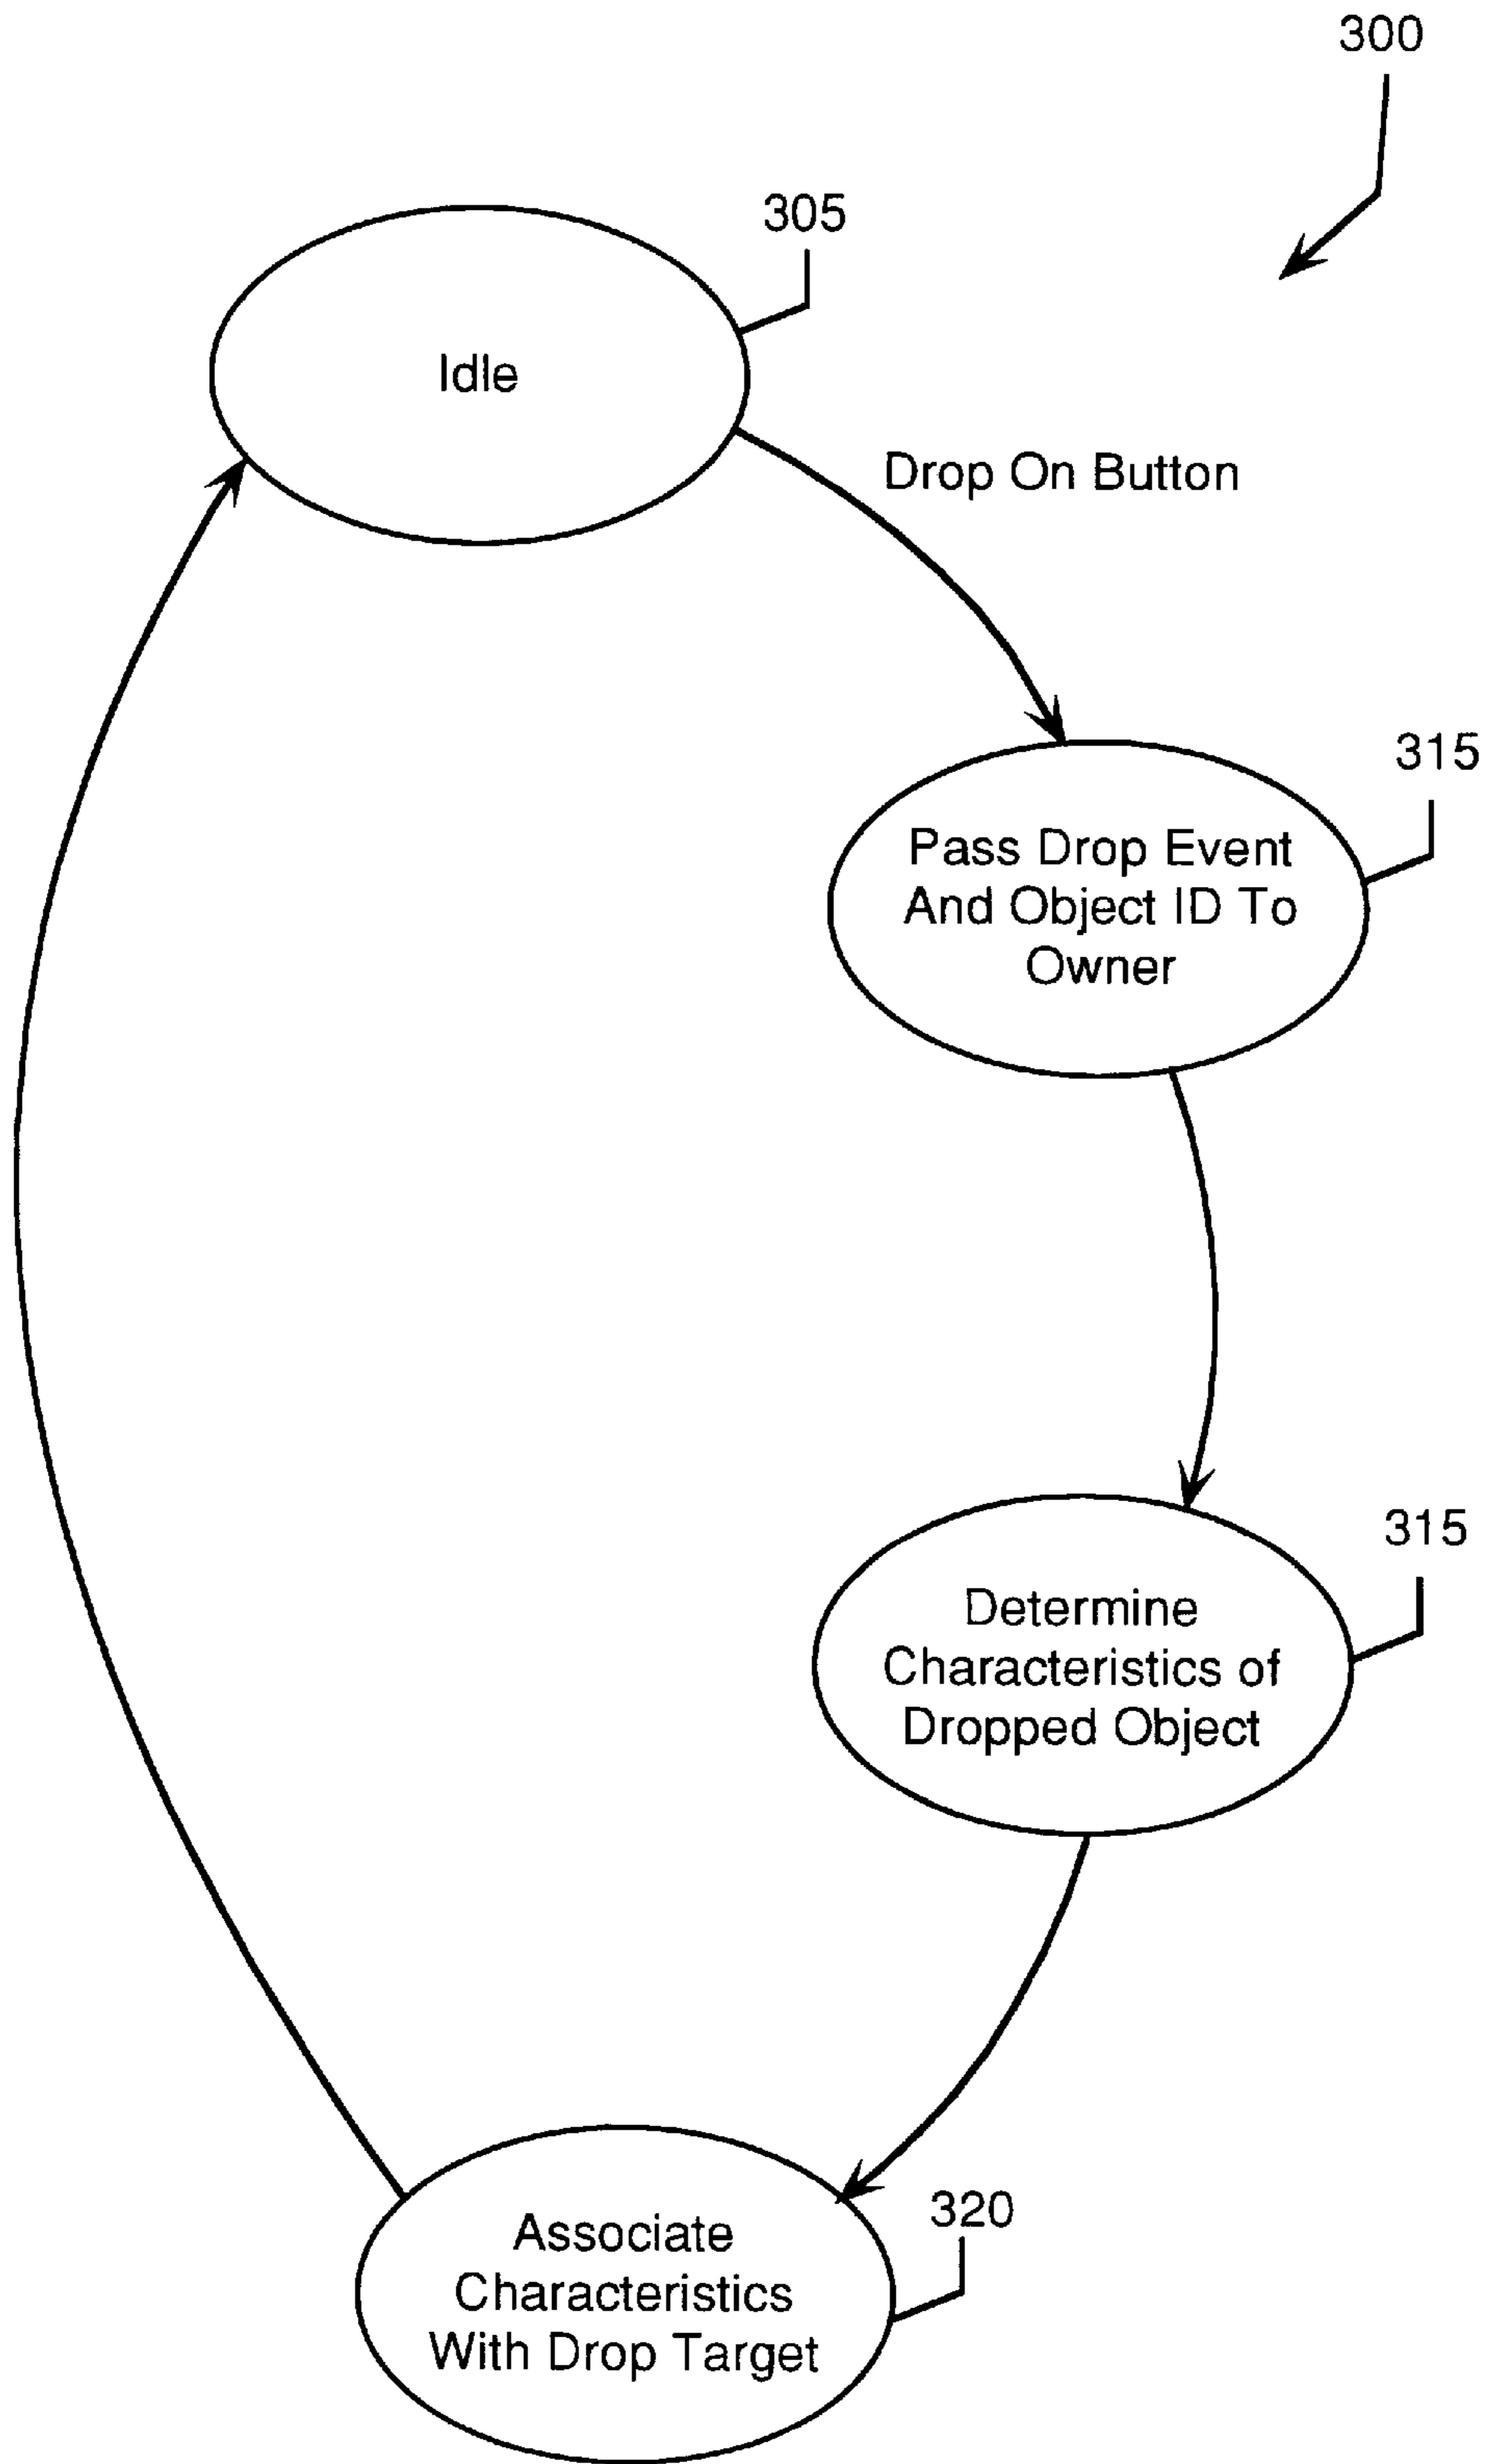 300
305
Idle
Drop On Button
315
Pass Drop Event
And Object ID To
Owner
315
Determine
Characteristics of
Dropped Object
320
Associate
Characteristics
With Drop Target